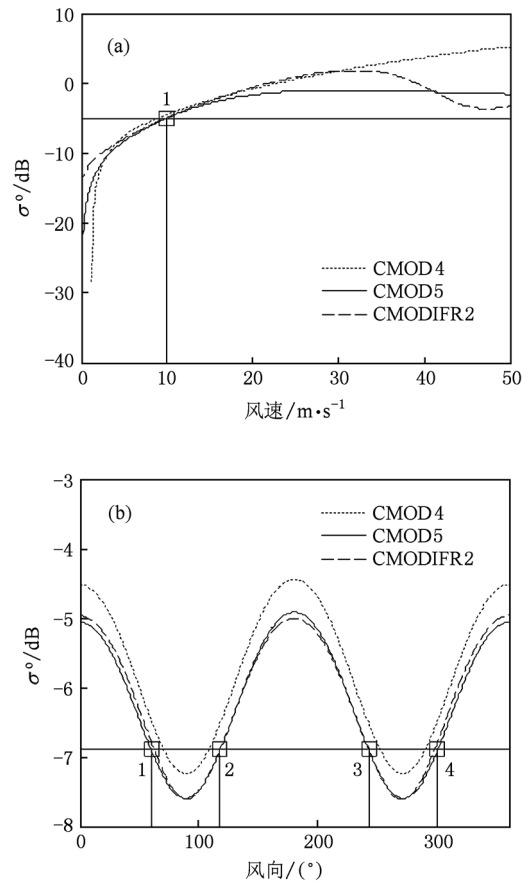 10
(a)
0
1
-10
σ°/dB
-20
CMOD4
CMOD5
-30
CMODIFR2
-40
0 10 20 30 40 50
风速/m·s⁻¹
-3
(b)
CMOD4
-4
CMOD5
CMODIFR2
-5
σ°/dB
-6
-7
1 2 3 4
-8
0 100 200 300
风向/(°)